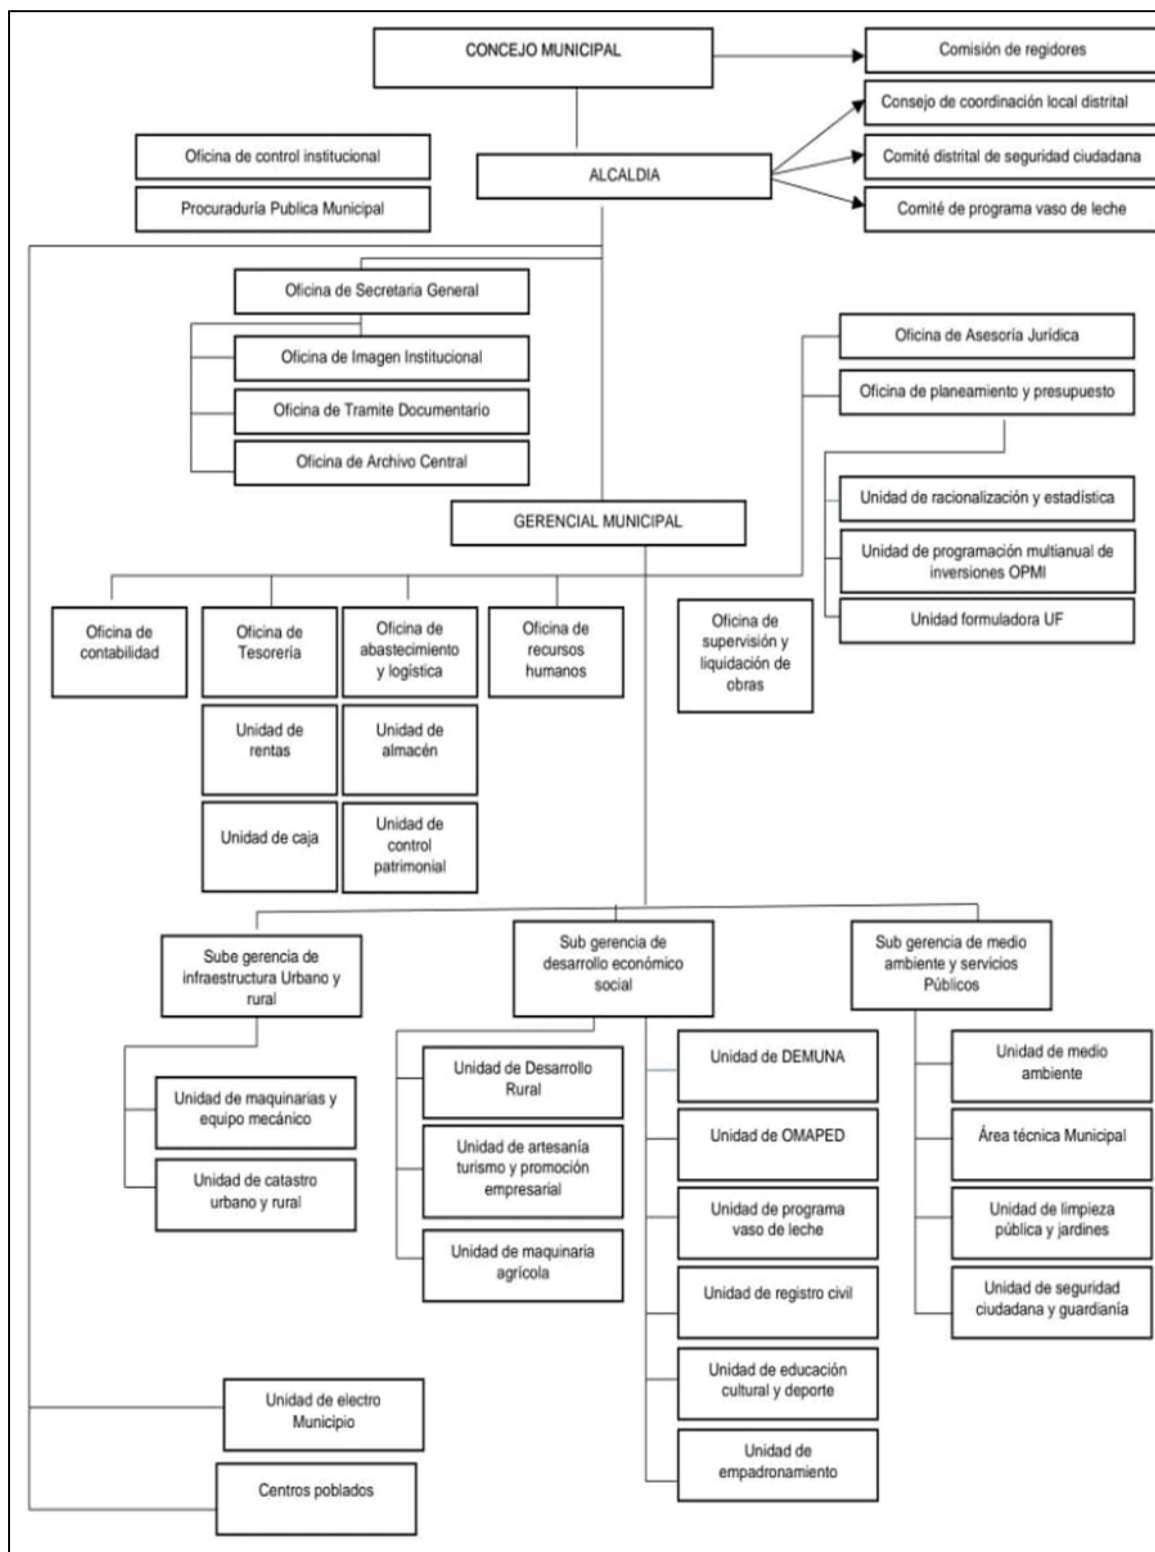 CONCEJO MUNICIPAL
Comisión de regidores
Consejo de coordinación local distrital
Oficina de control institucional
Comité distrital de seguridad ciudadana
ALCALDIA
Procuraduría Publica Municipal
Comité de programa vaso de leche
Oficina de Secretaria General
Oficina de Imagen Institucional
Oficina de Tramite Documentario
Oficina de Archivo Central
Oficina de Asesoría Jurídica
Oficina de planeamiento y presupuesto
Unidad de racionalización y estadística
Unidad de programación multianual de
inversiones OPMI
Unidad formuladora UF
GERENCIAL MUNICIPAL
Oficina de
contabilidad
Oficina de
Tesorería
Oficina de
abastecimiento
y logística
Oficina de
recursos
humanos
Oficina de
supervisión y
liquidación de
obras
Unidad de
rentas
Unidad de
almacén
Unidad de caja
Unidad de
control
patrimonial
Sube gerencia de
infraestructura Urbano y
rural
Sub gerencia de
desarrollo económico
social
Sub gerencia de medio
ambiente y servicios
Públicos
Unidad de maquinarias y
equipo mecánico
Unidad de catastro
urbano y rural
Unidad de Desarrollo
Rural
Unidad de artesanía
turismo y promoción
empresarial
Unidad de maquinaria
agrícola
Unidad de DEMUNA
Unidad de OMAPED
Unidad de programa
vaso de leche
Unidad de registro civil
Unidad de educación
cultural y deporte
Unidad de
empadronamiento
Unidad de medio
ambiente
Área técnica Municipal
Unidad de limpieza
pública y jardines
Unidad de seguridad
ciudadana y guardianía
Unidad de electro
Municipio
Centros poblados